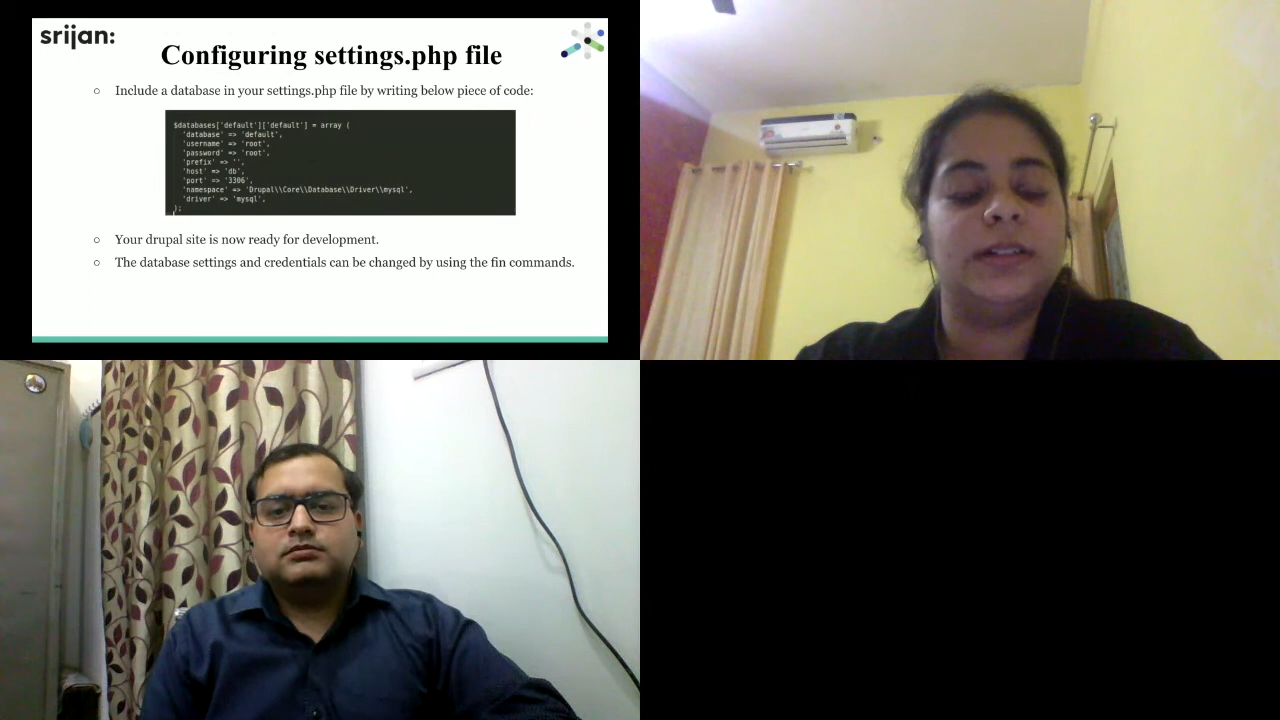 srijan:
Configuring settings.php file
○ Include a database in your settings.php file by writing below piece of code:
$databases['default']['default'] = array (
'database' => 'default',
'username' => 'root',
'password' => 'root',
'prefix' => '',
'host' => 'db',
'port' => '3306',
'namespace' => 'Drupal\\Core\\Database\\Driver\\mysql',
'driver' => 'mysql',
);
○ Your drupal site is now ready for development.
○ The database settings and credentials can be changed by using the fin commands.